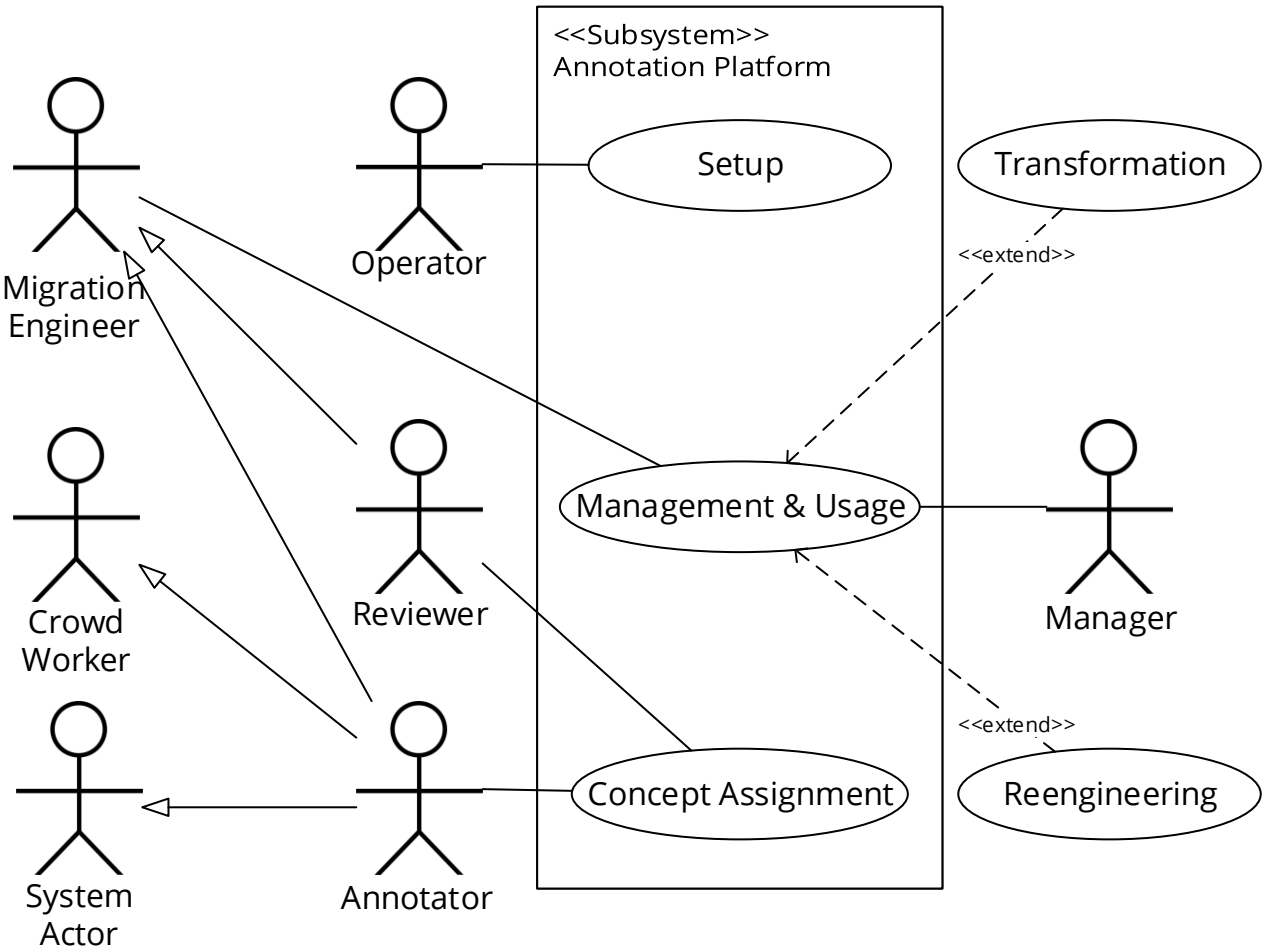 <<Subsystem>>
Annotation Platform
Setup
Transformation
<<extend>>
Operator
Migration
Engineer
Management & Usage
Reviewer
Manager
Crowd
Worker
<<extend>>
Concept Assignment
Reengineering
Annotator
System
Actor